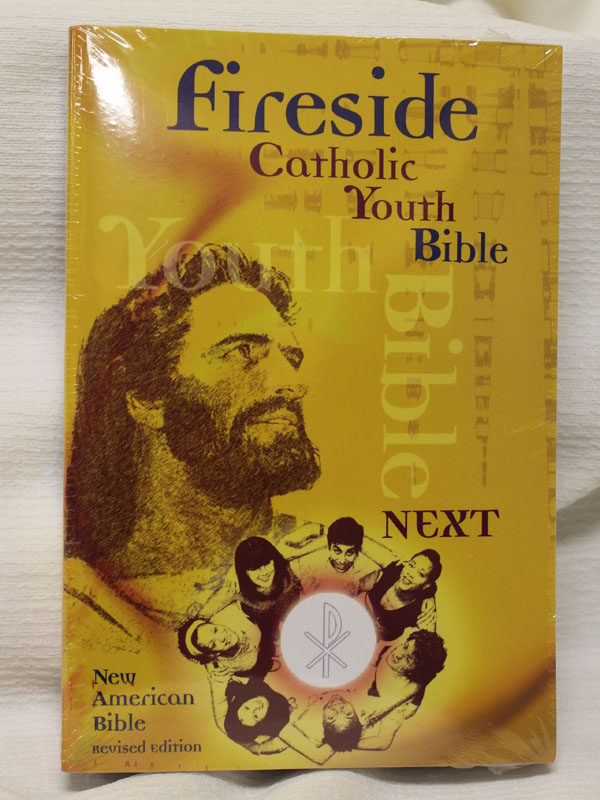 Fireside
Catholic
Youth
Bible
Youth
Bible
NEXT
New
American
Bible
Revised Edition